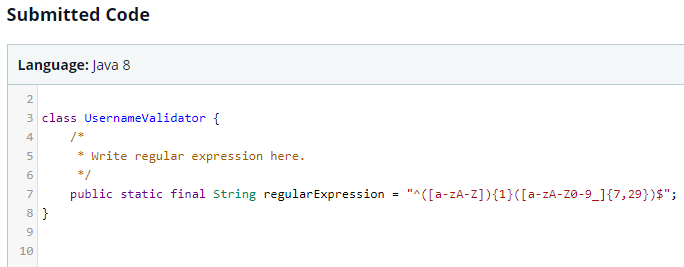 Submitted Code
Language: Java 8
2
3 class UsernameValidator {
4 /*
5 * Write regular expression here.
6 */
7 public static final String regularExpression = "^([a-zA-Z]){1}([a-zA-Z0-9_]{7,29})$";
8 }
9
10